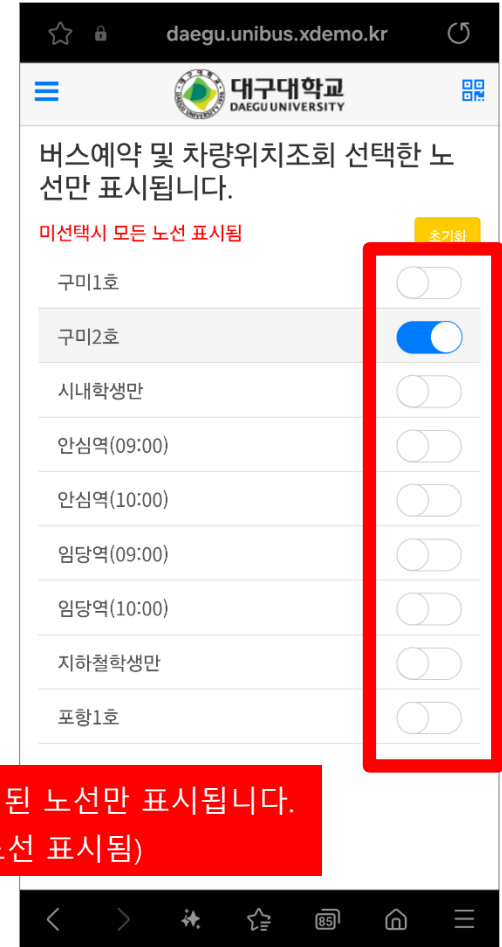 daegu.unibus.xdemo.kr
대구대학교
DAEGU UNIVERSITY
버스예약 및 차량위치조회 선택한 노
선만 표시됩니다.
미선택시 모든 노선 표시됨
초기화
구미1호
구미2호
시내학생만
안심역(09:00)
안심역(10:00)
임당역(09:00)
임당역(10:00)
지하철학생만
포항1호
된 노선만 표시됩니다.
노선 표시됨)
85